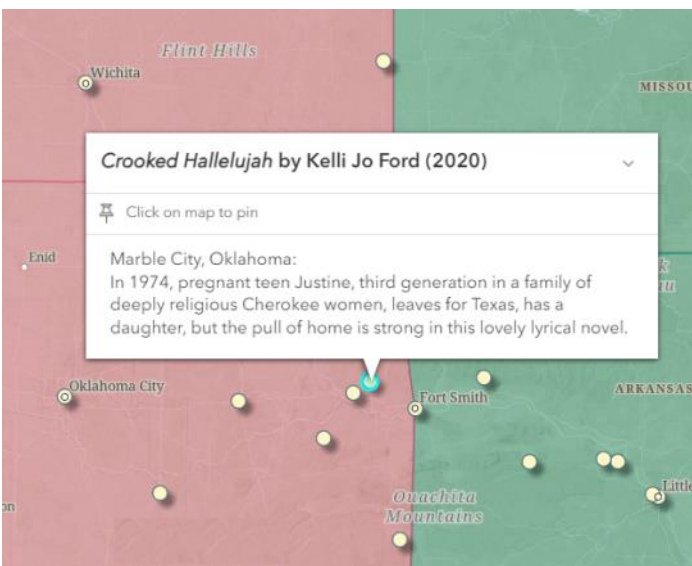 Flint Hills
Wichita
MISSOU
Crooked Hallelujah by Kelli Jo Ford (2020)
Click on map to pin
Enid
Marble City, Oklahoma:
In 1974, pregnant teen Justine, third generation in a family of
deeply religious Cherokee women, leaves for Texas, has a
daughter, but the pull of home is strong in this lovely lyrical novel.
k
au
Oklahoma City
Fort Smith
ARKANSAS
Little
on
Ouachita
Mountains